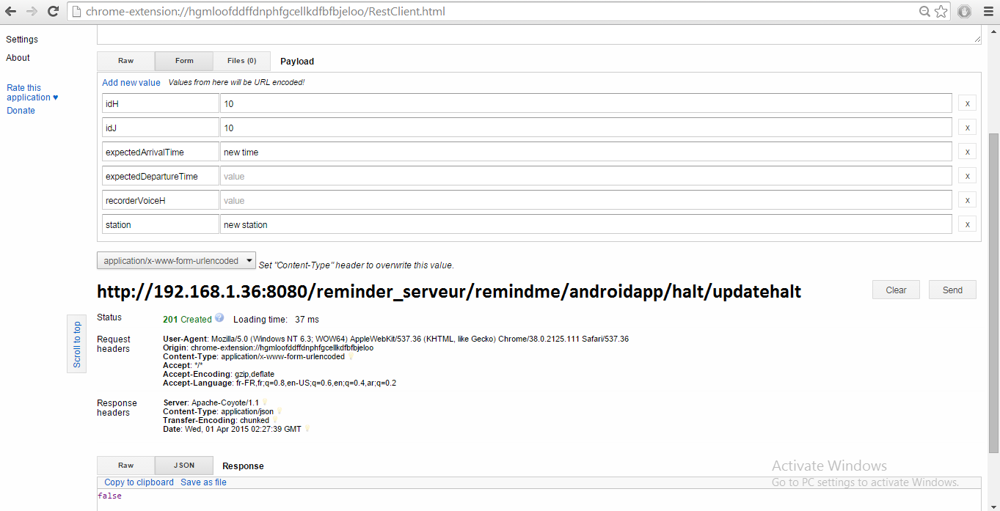 chrome-extension://hgmloofddffdnphfgcellkdfbfbjeloo/RestClient.html
Settings
About
Rate this
application ♥
Donate
Raw Form Files (0) Payload
Add new value Values from here will be URL encoded!
idH 10 x
idJ 10 x
expectedArrivalTime new time x
expectedDepartureTime value x
recorderVoiceH value x
station new station x
application/x-www-form-urlencoded Set "Content-Type" header to overwrite this value.
http://192.168.1.36:8080/reminder_serveur/remindme/androidapp/halt/updatehalt Clear Send
Scroll to top
Status 201 Created ? Loading time: 37 ms
Request
headers
User-Agent: Mozilla/5.0 (Windows NT 6.3; WOW64) AppleWebKit/537.36 (KHTML, like Gecko) Chrome/38.0.2125.111 Safari/537.36
Origin: chrome-extension://hgmloofddffdnphfgcellkdfbfbjeloo
Content-Type: application/x-www-form-urlencoded
Accept: */*
Accept-Encoding: gzip,deflate
Accept-Language: fr-FR,fr;q=0.8,en-US;q=0.6,en;q=0.4,ar;q=0.2
Response
headers
Server: Apache-Coyote/1.1
Content-Type: application/json
Transfer-Encoding: chunked
Date: Wed, 01 Apr 2015 02:27:39 GMT
Raw JSON Response
Copy to clipboard Save as file
false
Activate Windows
Go to PC settings to activate Windows.